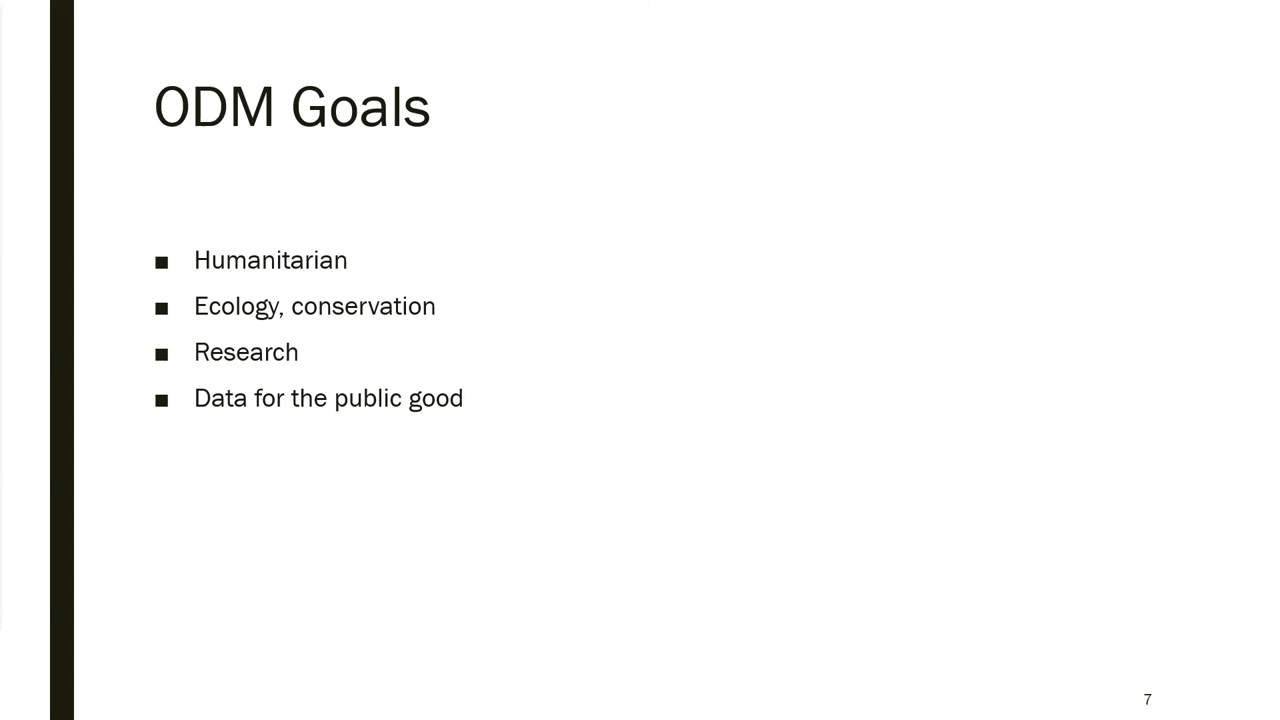 ODM Goals
■ Humanitarian
■ Ecology, conservation
■ Research
■ Data for the public good
7